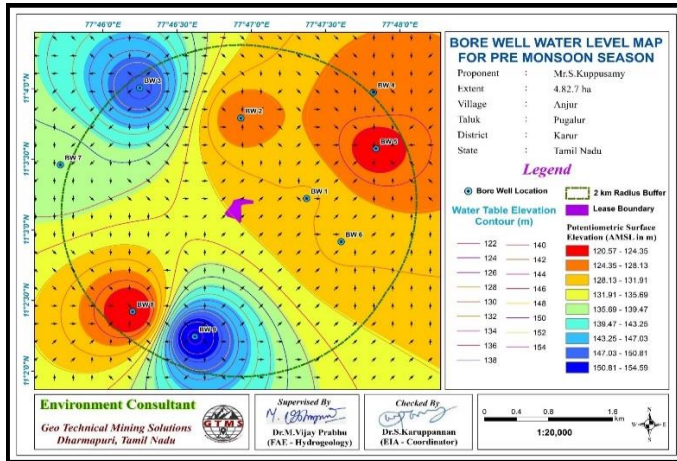 77°46'0"E 77°46'30"E 77°47'0"E 77°47'30"E 77°48'0"E
11°4'0"N
11°3'30"N
11°3'0"N
11°2'30"N
11°2'0"N
BW 3
BW 4
BW 2
BW 5
BW 7
BW 1
BW 6
BW 9
BORE WELL WATER LEVEL MAP
FOR PRE MONSOON SEASON
Proponent : Mr.S.Kuppusamy
Extent : 4.82.7 ha
Village : Anjur
Taluk : Pugalur
District : Karur
State : Tamil Nadu
Legend
Bore Well Location
2 km Radius Buffer
Lease Boundary
Water Table Elevation
Contour (m)
122 140
124 142
126 144
128 146
130 148
132 150
134 152
136 154
138
Potentiometric Surface
Elevation (AMSL in m)
120.57 - 124.35
124.35 - 128.13
128.13 - 131.91
131.91 - 135.69
135.69 - 139.47
139.47 - 143.25
143.25 - 147.03
147.03 - 150.81
150.81 - 154.59
Environment Consultant
Geo Technical Mining Solutions
Dharmapuri, Tamil Nadu
GTMS
Supervised By
Dr.M.Vijay Prabhu
(FAE - Hydrogeology)
Checked By
Dr.S.Karuppannan
(EIA - Coordinator)
0 0.4 0.8 1.6
km
1:20,000
N
W E
S